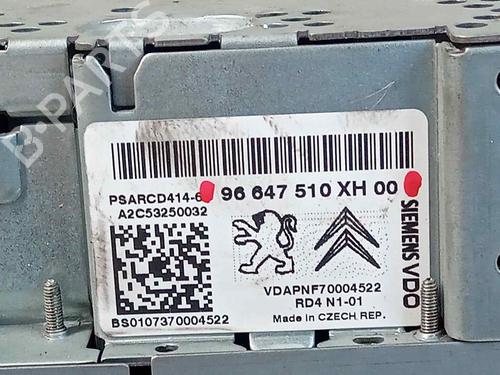 B-PARTS
PSARCD414-6
96 647 510 XH 00
A2C53250032
SIEMENS VDO
VDAPNF70004522
RD4 N1-01
BS0107370004522
Made in CZECH. REP.